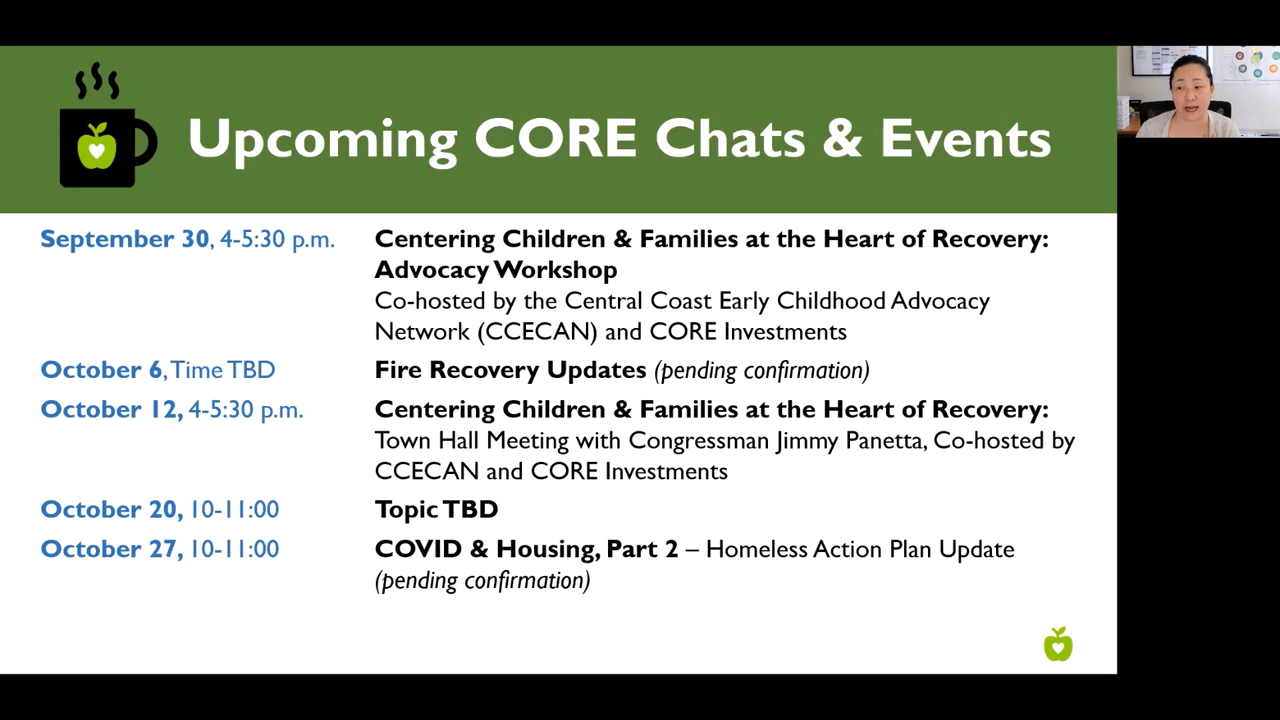 Upcoming CORE Chats & Events
September 30, 4-5:30 p.m.
Centering Children & Families at the Heart of Recovery:
Advocacy Workshop
Co-hosted by the Central Coast Early Childhood Advocacy
Network (CCECAN) and CORE Investments
October 6, Time TBD
Fire Recovery Updates (pending confirmation)
October 12, 4-5:30 p.m.
Centering Children & Families at the Heart of Recovery:
Town Hall Meeting with Congressman Jimmy Panetta, Co-hosted by
CCECAN and CORE Investments
October 20, 10-11:00
Topic TBD
October 27, 10-11:00
COVID & Housing, Part 2 – Homeless Action Plan Update
(pending confirmation)